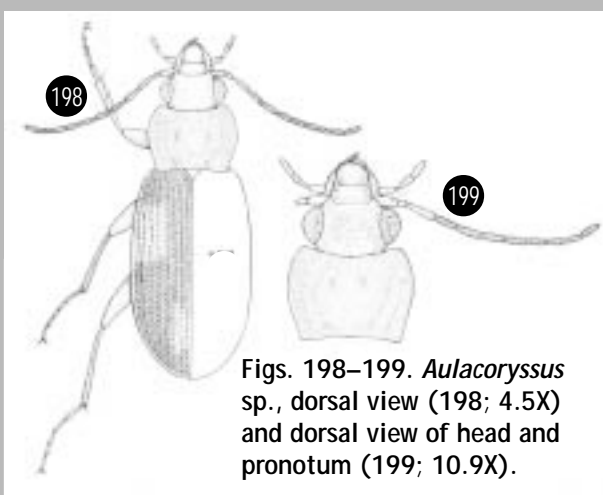 198
199
Figs. 198–199. Aulacoryssus
sp., dorsal view (198; 4.5X)
and dorsal view of head and
pronotum (199; 10.9X).